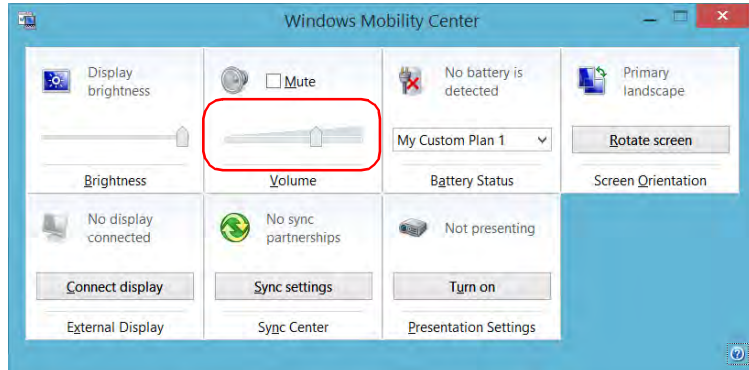 Windows Mobility Center
Display
brightness
Brightness
Mute
Volume
No battery is
detected
My Custom Plan 1
Battery Status
Primary
landscape
Rotate screen
Screen Orientation
No display
connected
Connect display
External Display
No sync
partnerships
Sync settings
Sync Center
Not presenting
Turn on
Presentation Settings